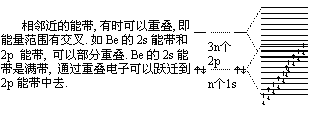 相邻近的能带, 有时可以重叠, 即
能量范围有交叉. 如 Be 的 2s 能带和
2p 能带, 可以部分重叠. Be 的 2s 能
带是满带, 通过重叠电子可以跃迁到
2p 能带中去.
3n个
2p
n个1s